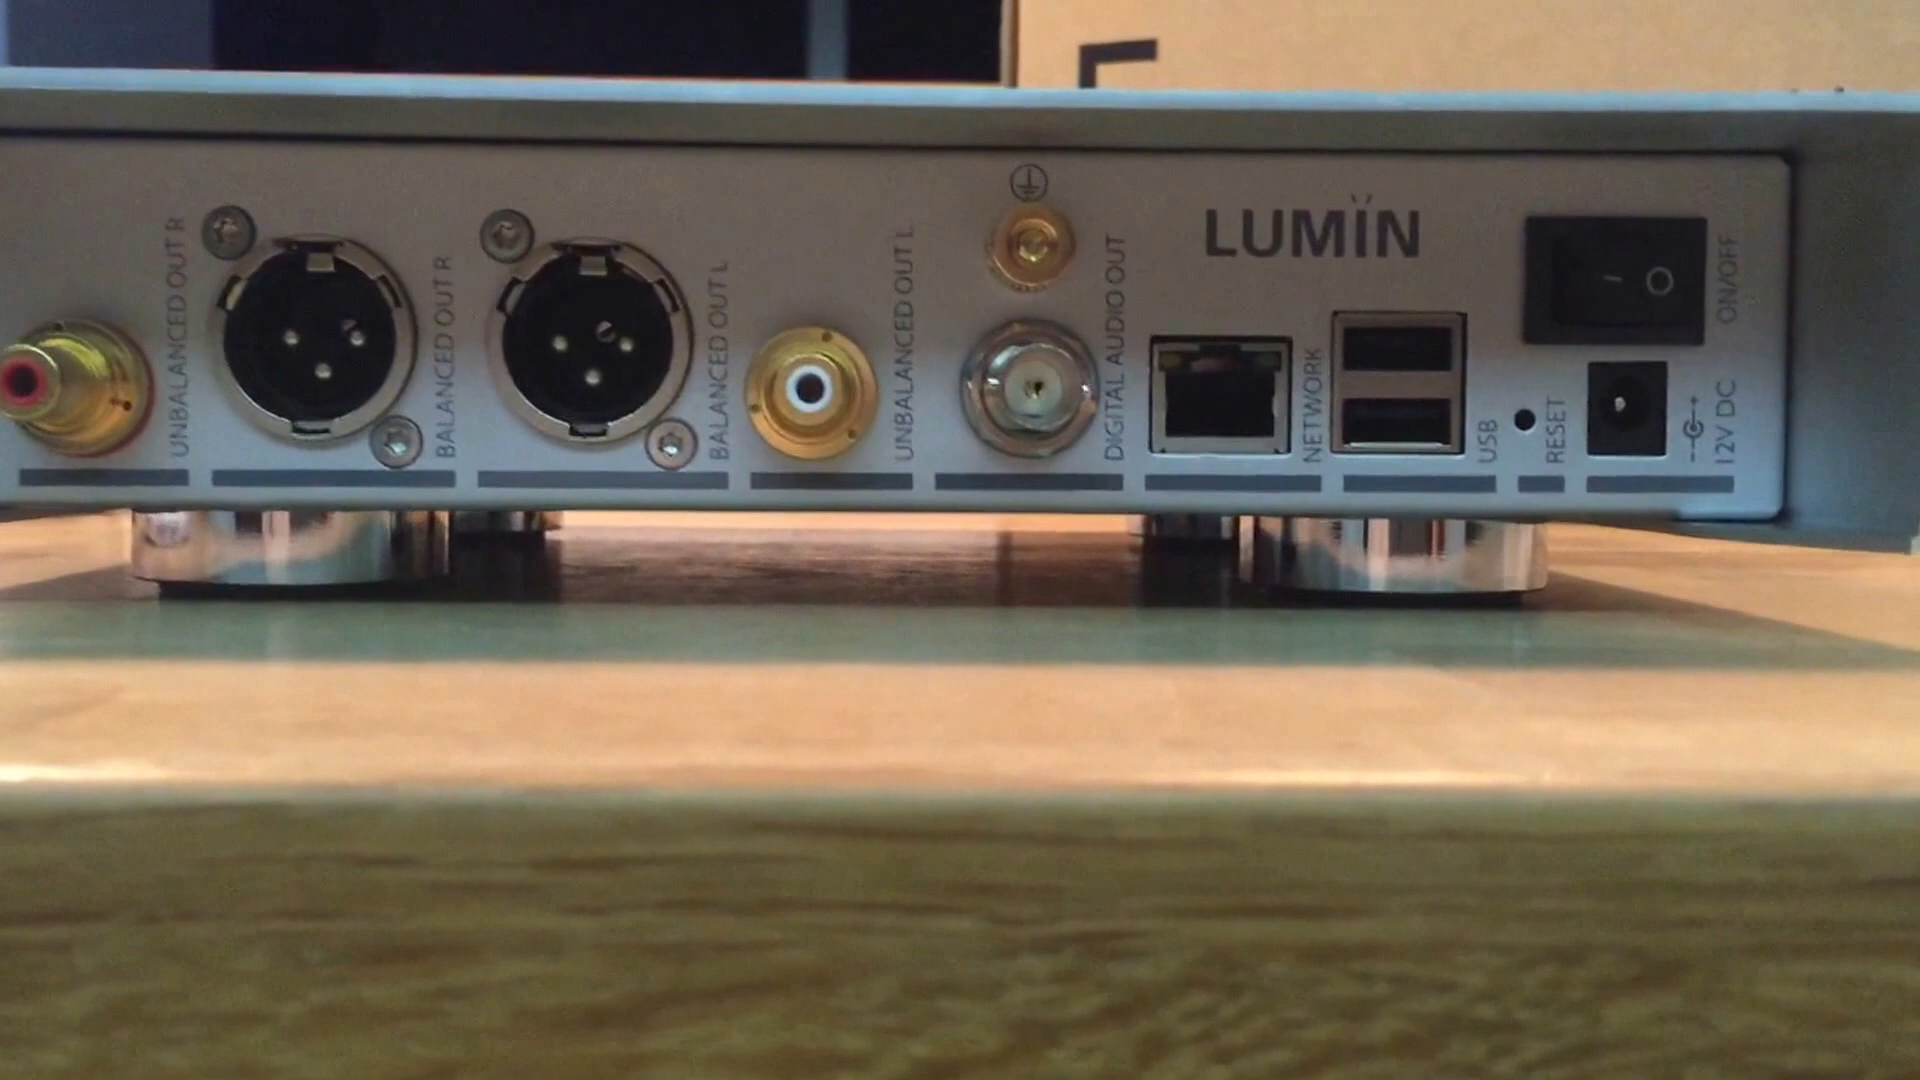 UNBALANCED OUT R
BALANCED OUT R
BALANCED OUT L
UNBALANCED OUT L
DIGITAL AUDIO OUT
LUMÏN
NETWORK
USB
RESET
ON/OFF
12V DC